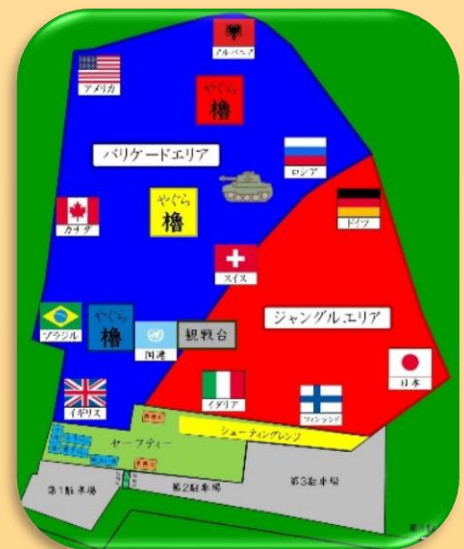 アルバニア
アメリカ
やぐら
櫓
バリケードエリア
ロシア
やぐら
櫓
ドイツ
カナダ
スイス
ジャングルエリア
ブラジル
やぐら
櫓
国連
観戦台
日本
イギリス
イタリア
フィンランド
シューティングレンジ
セーフティー
第1駐車場
第2駐車場
第3駐車場